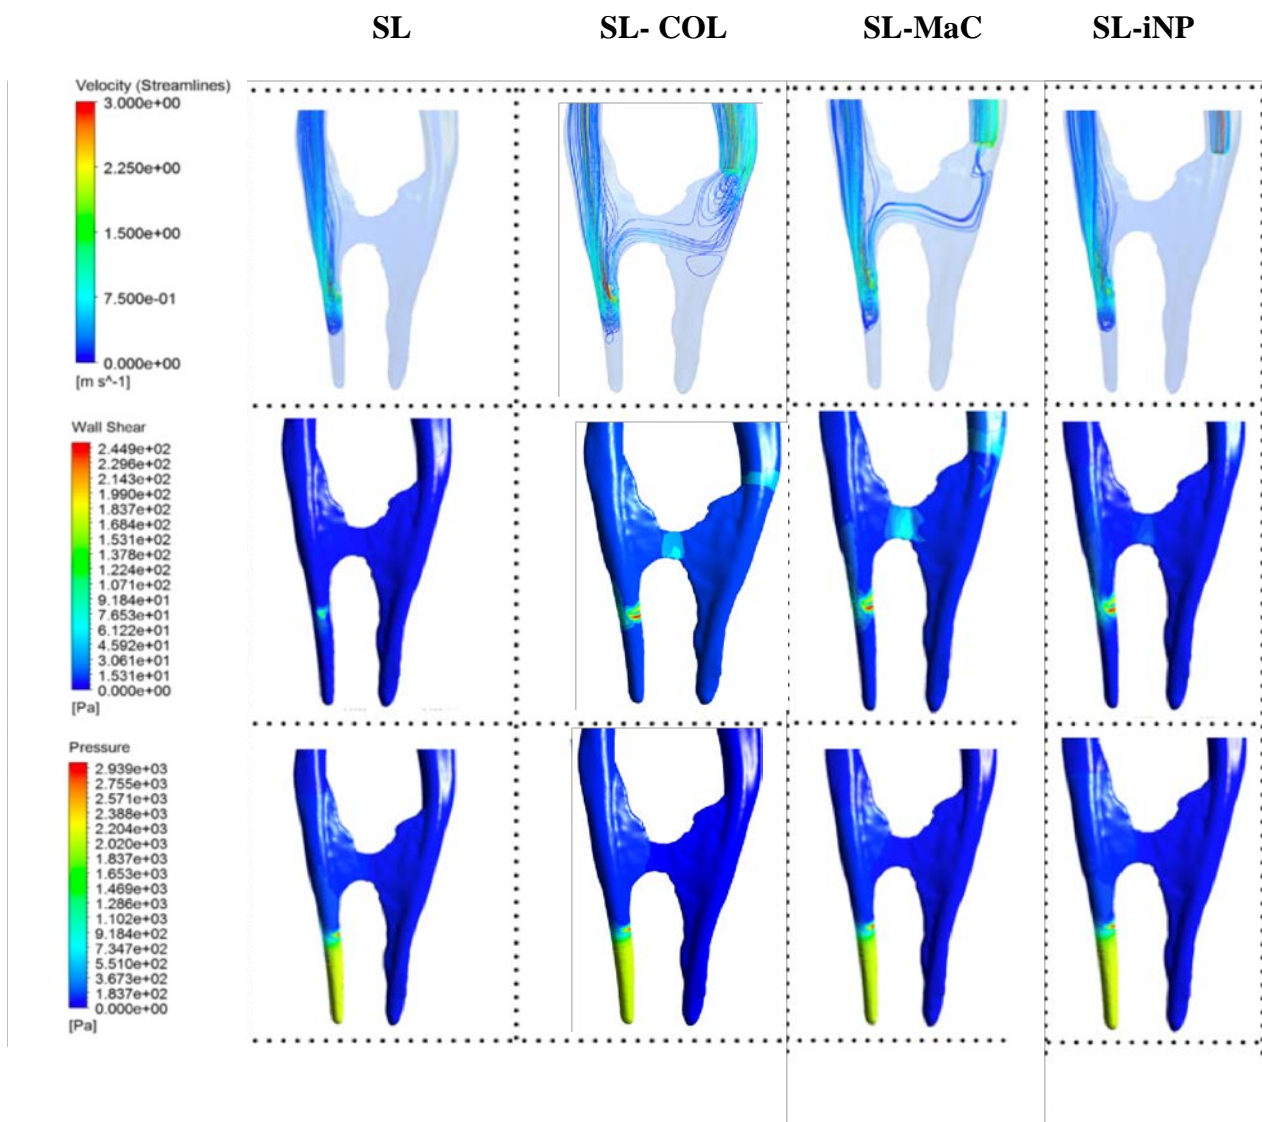 SL SL- COL SL-MaC SL-iNP
Velocity (Streamlines)
3.000e+00
2.250e+00
1.500e+00
7.500e-01
0.000e+00
[m s^-1]
Wall Shear
2.449e+02
2.296e+02
2.143e+02
1.990e+02
1.837e+02
1.684e+02
1.531e+02
1.378e+02
1.224e+02
1.071e+02
9.184e+01
7.653e+01
6.122e+01
4.592e+01
3.061e+01
1.531e+01
0.000e+00
[Pa]
Pressure
2.939e+03
2.755e+03
2.571e+03
2.388e+03
2.204e+03
2.020e+03
1.837e+03
1.653e+03
1.469e+03
1.286e+03
1.102e+03
9.184e+02
7.347e+02
5.510e+02
3.673e+02
1.837e+02
0.000e+00
[Pa]